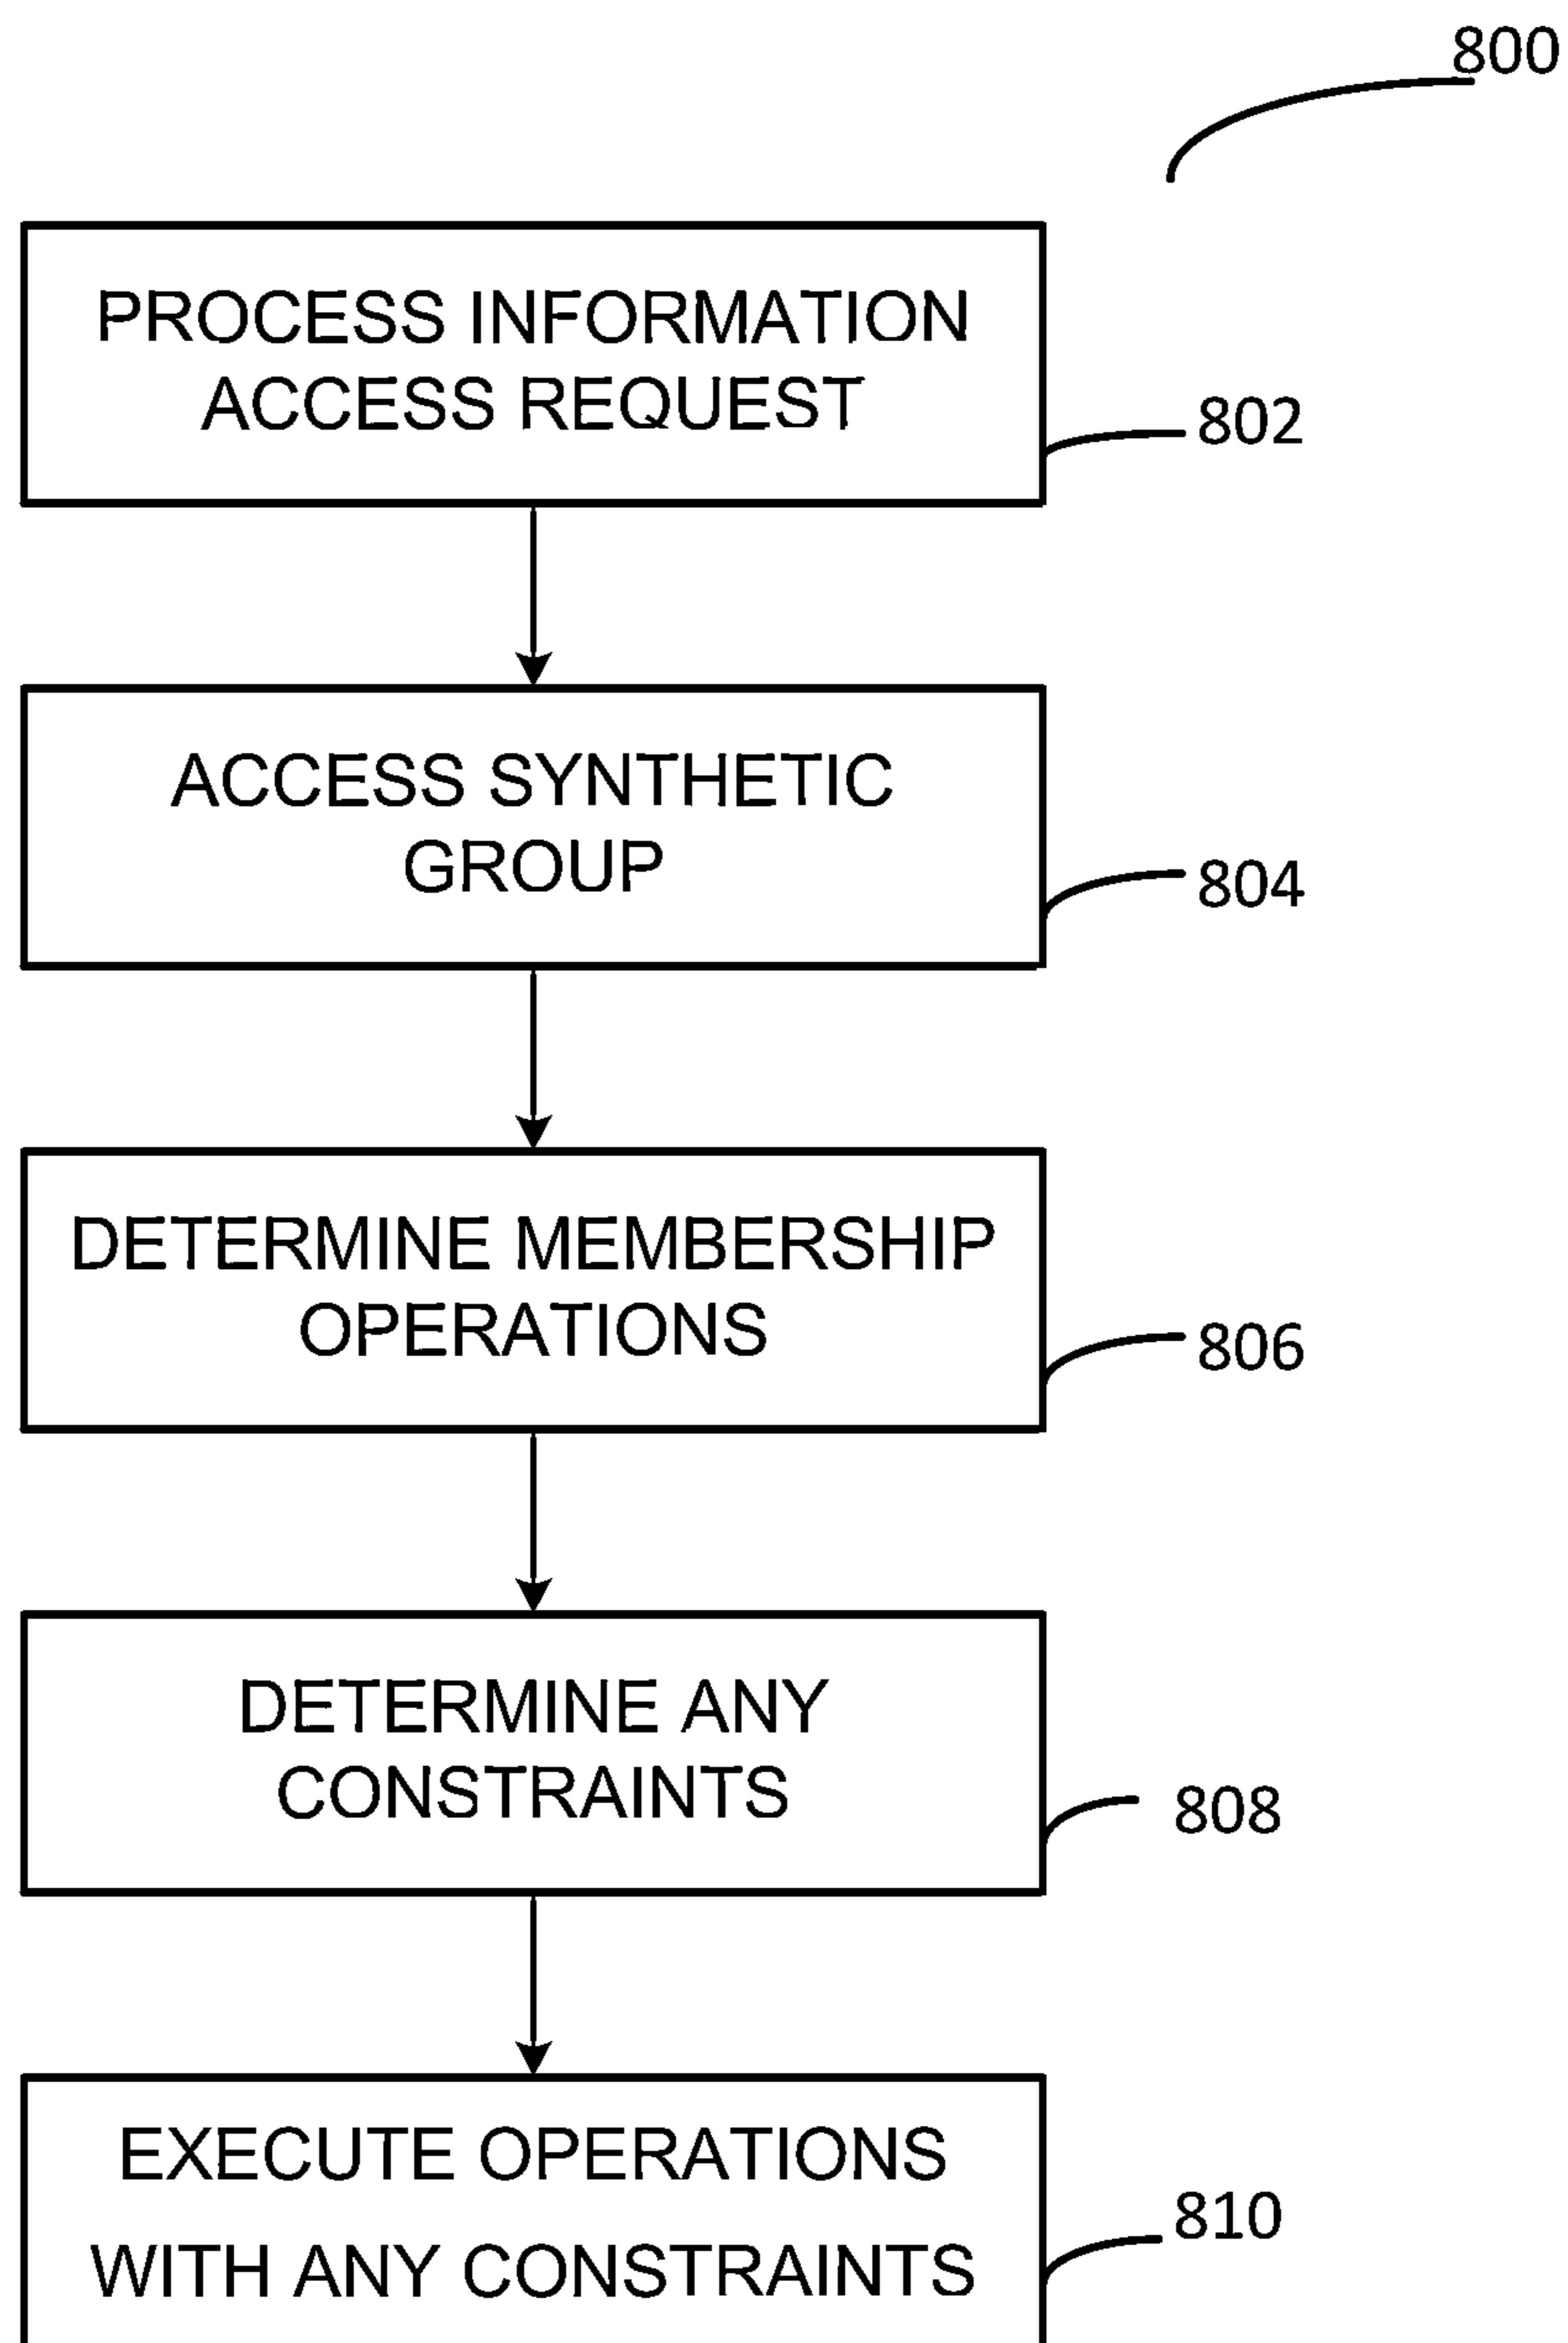 800
PROCESS INFORMATION
ACCESS REQUEST
802
ACCESS SYNTHETIC
GROUP
804
DETERMINE MEMBERSHIP
OPERATIONS
806
DETERMINE ANY
CONSTRAINTS
808
EXECUTE OPERATIONS
WITH ANY CONSTRAINTS
810